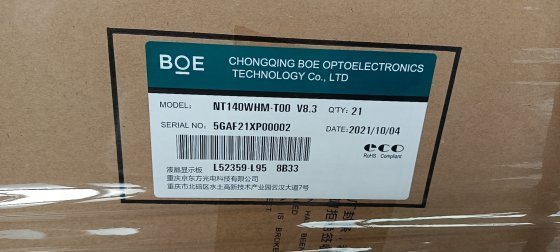 BOE
CHONGQING BOE OPTOELECTRONICS
TECHNOLOGY Co., LTD
MODEL: NT140WHM-T00 V8.3 Q'TY: 21
SERIAL NO.: 5GAF21XP00002 DATE: 2021/10/04
eco
RoHS Compliant
液晶显示板 L52359-L95 8B33
重庆京东方光电科技有限公司
重庆市北碚区水土高新技术产业园云汉大道7号
IS BROKEN